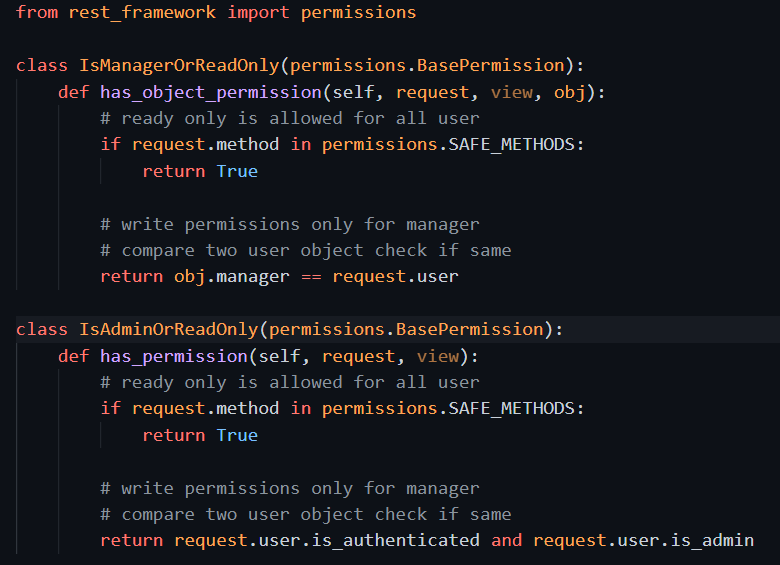 from rest_framework import permissions
class IsManagerOrReadOnly(permissions.BasePermission):
    def has_object_permission(self, request, view, obj):
        # ready only is allowed for all user
        if request.method in permissions.SAFE_METHODS:
            return True
        # write permissions only for manager
        # compare two user object check if same
        return obj.manager == request.user
class IsAdminOrReadOnly(permissions.BasePermission):
    def has_permission(self, request, view):
        # ready only is allowed for all user
        if request.method in permissions.SAFE_METHODS:
            return True
        # write permissions only for manager
        # compare two user object check if same
        return request.user.is_authenticated and request.user.is_admin